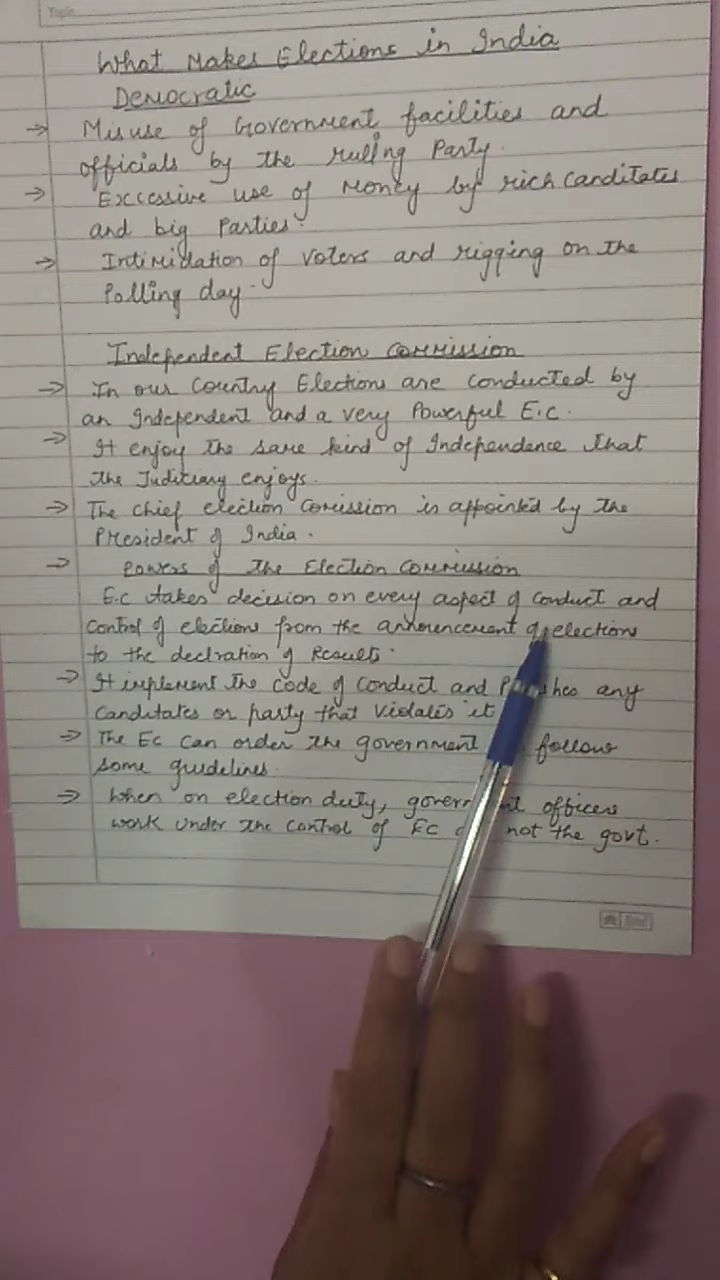 Topic
What Makes Elections in India
Democratic
→ Misuse of Government facilities and
officials by the rulling Party.
→ Exccessive use of Money by rich canditates
and big Parties.
→ Intimidation of Voters and rigging on the
Polling day.
Independent Election Commission
→ In our Country Elections are conducted by
an Independent and a very Powerful E.C.
→ It enjoy the same kind of Independence that
the Judiciary enjoys.
→ The chief election Comission is appointed by the
President of India.
→ Powers of the Election Commission
E.C takes decision on every aspect of conduct and
control of elections from the announcement of elections
to the declration of Results.
→ It implement the code of Conduct and any
Canditates or party that violates it
→ The EC can order the government follow
some guidelines.
→ When on election duty, officers
work under the control of EC not the govt.